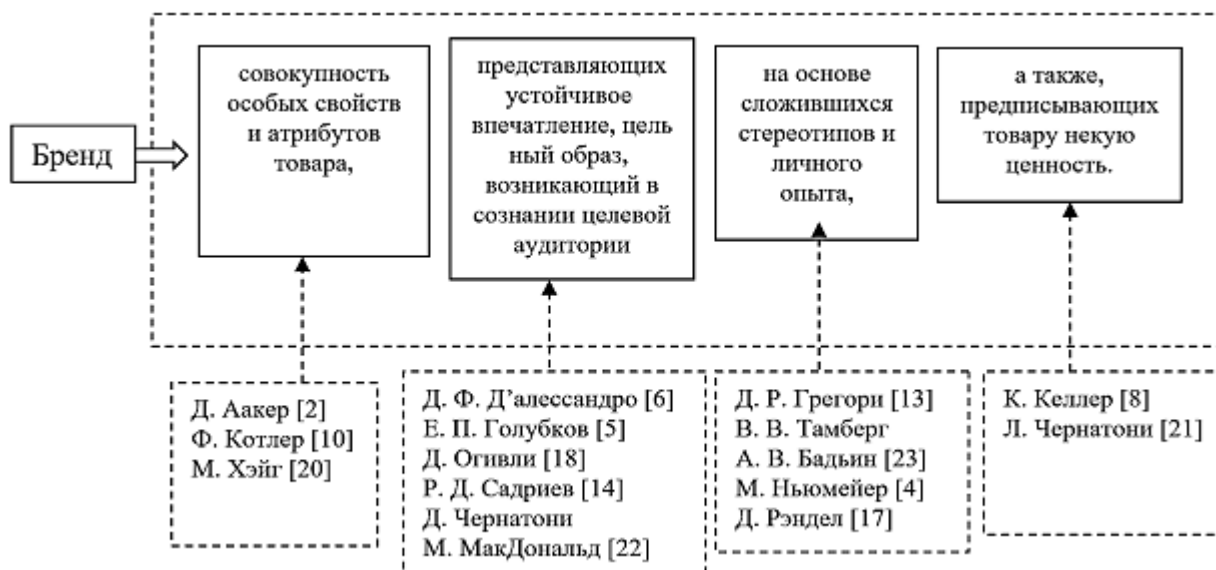 Бренд
совокупность
особых свойств
и атрибутов
товара,
представляющих
устойчивое
впечатление, цель
ный образ,
возникающий в
сознании целевой
аудитории
на основе
сложившихся
стереотипов и
личного
опыта,
а также,
предписывающих
товару некую
ценность.
Д. Аакер [2]
Ф. Котлер [10]
М. Хэйг [20]
Д. Ф. Д’алессандро [6]
Е. П. Голубков [5]
Д. Огивли [18]
Р. Д. Садриев [14]
Д. Чернатони
М. МакДональд [22]
Д. Р. Грегори [13]
В. В. Тамберг
А. В. Бадьин [23]
М. Ньюмейер [4]
Д. Рэндел [17]
К. Келлер [8]
Л. Чернатони [21]